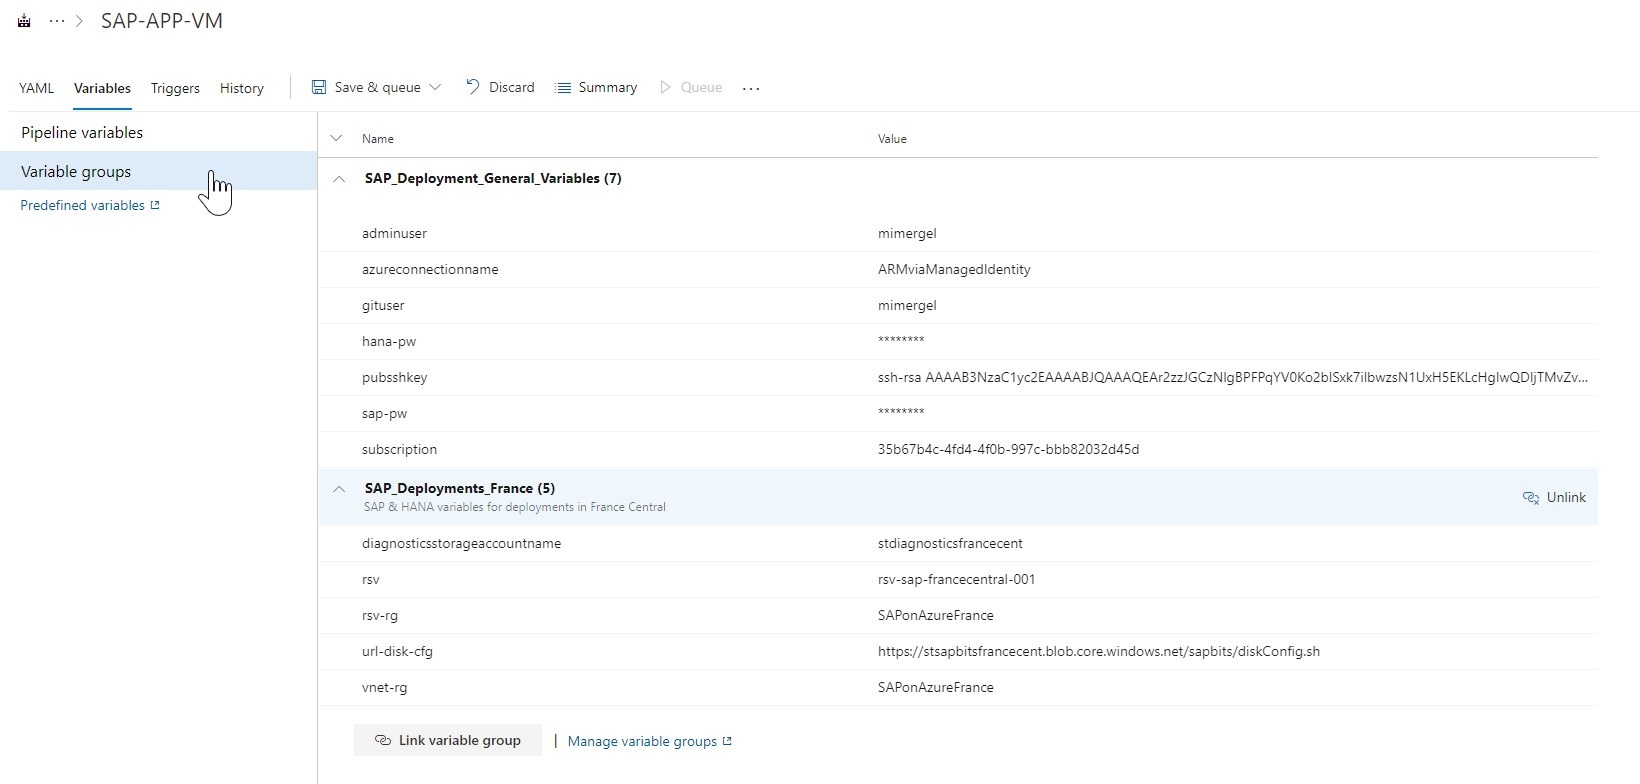 ··· > SAP-APP-VM
YAML Variables Triggers History Save & queue Discard Summary Queue ···
Pipeline variables
Variable groups
Predefined variables
Name Value
SAP_Deployment_General_Variables (7)
adminuser mimergel
azureconnectionname ARMviaManagedIdentity
gituser mimergel
hana-pw ********
pubsshkey ssh-rsa
sap-pw ********
subscription 35b67b4c-4fd4-4f0b-997c-bbb82032d45d
SAP_Deployments_France (5)
SAP & HANA variables for deployments in France Central
Unlink
diagnosticsstorageaccountname stdiagnosticsfrancecent
rsv rsv-sap-francecentral-001
rsv-rg SAPonAzureFrance
url-disk-cfg https://stsapbitsfrancecent.blob.core.windows.net/sapbits/diskConfig.sh
vnet-rg SAPonAzureFrance
Link variable group | Manage variable groups